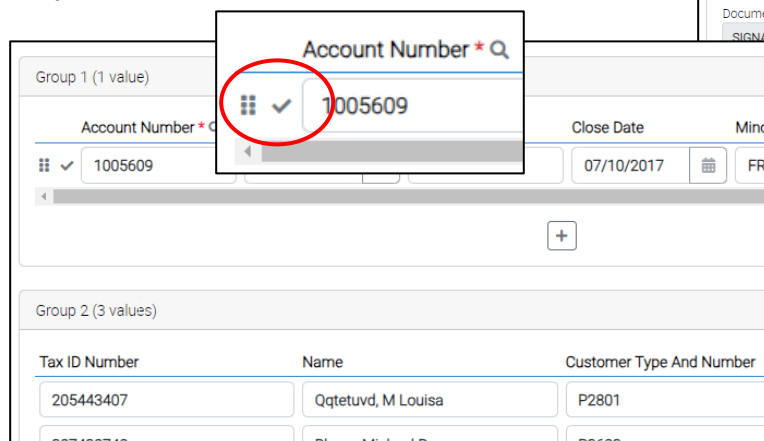 Docume
SIGNA
Account Number * 
1005609
Group 1 (1 value)
Account Number *
Close Date
Mino
1005609
07/10/2017
FR
+
Group 2 (3 values)
Tax ID Number
Name
Customer Type And Number
205443407
Qqtetuvd, M Louisa
P2801